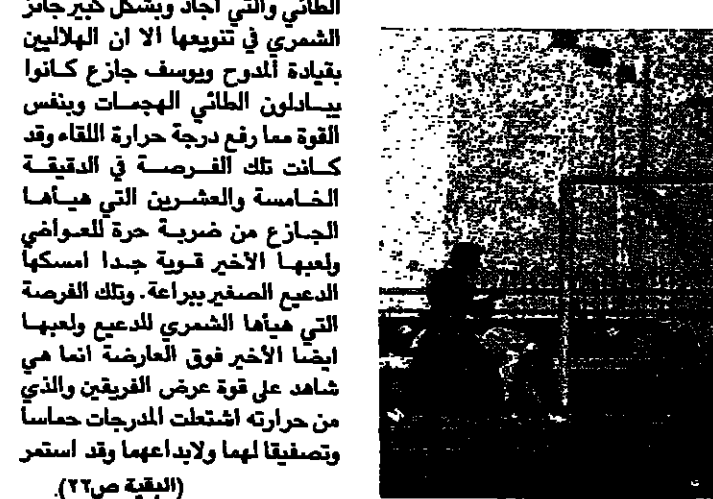 الطائي والتي اجاد وبشكل كبير جائز
الشمري في تنويعها الا ان الهلاليين
بقيادة المدوح ويوسف جازع كانوا
يبادلون الطائي الهجمات وبنفس
القوة مما رفع درجة حرارة اللقاء وقد
كانت تلك الفرصة في الدقيقة
الخامسة والعشرين التي هيأها
الجازع من ضربة حرة للعواضي
ولعبها الأخير قوية جدا امسكها
الدعيع الصغير ببراعة. وتلك الفرصة
التي هيأها الشمري للدعيع ولعبها
ايضا الأخير فوق العارضة انما هي
شاهد على قوة عرض الفريقين والذي
من حرارته اشتعلت المدرجات حماسا
وتصفيقا لهما ولابداعهما وقد استمر
(البقية ص٢٢).